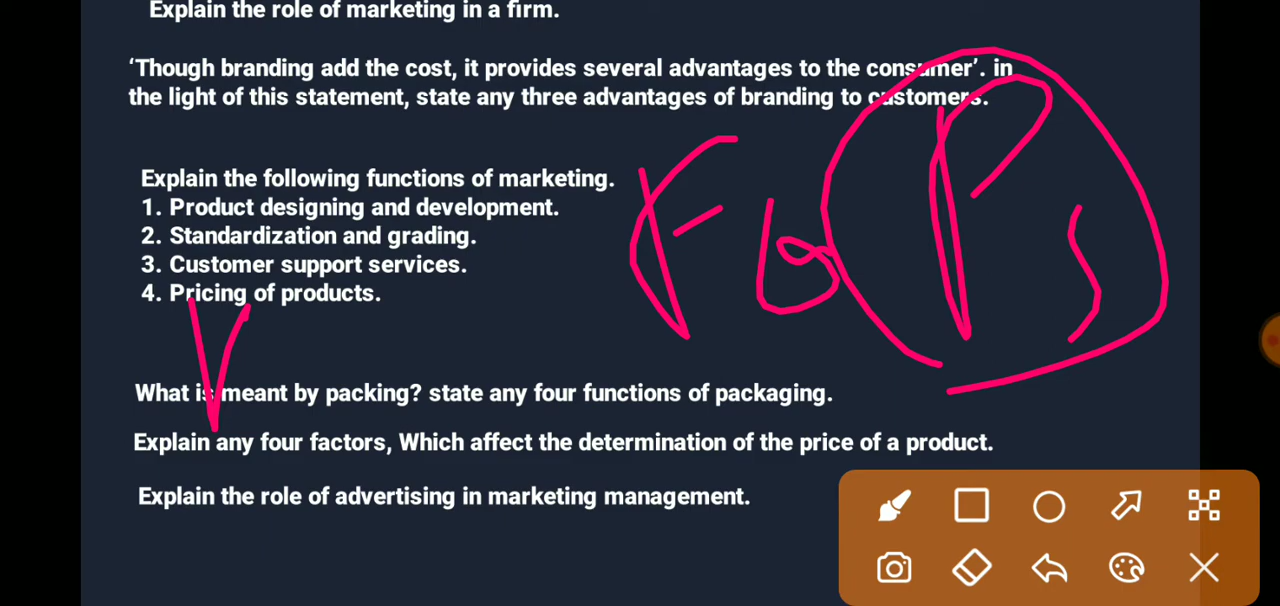 Explain the role of marketing in a firm.
‘Though branding add the cost, it provides several advantages to the consumer’. in
the light of this statement, state any three advantages of branding to customers.
Explain the following functions of marketing.
1. Product designing and development.
2. Standardization and grading.
3. Customer support services.
4. Pricing of products.
What is meant by packing? state any four functions of packaging.
Explain any four factors, Which affect the determination of the price of a product.
Explain the role of advertising in marketing management.